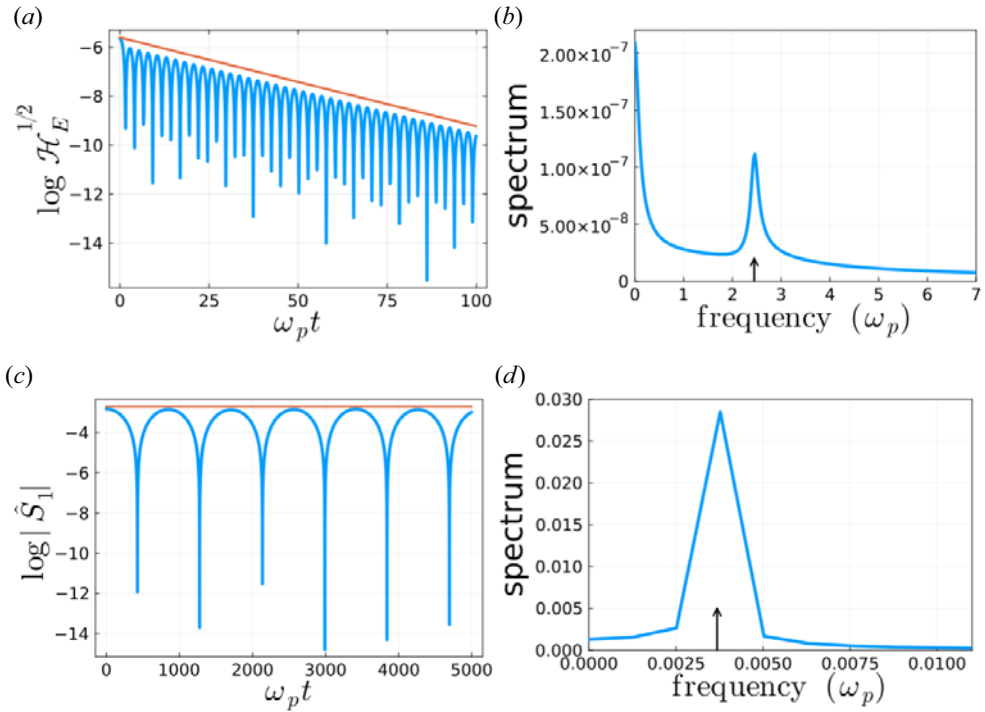 (a)
log ℋ_E^{1/2}
−6
−8
−10
−12
−14
0 25 50 75 100
ω_p t
(b)
spectrum
2.00×10⁻⁷
1.50×10⁻⁷
1.00×10⁻⁷
5.00×10⁻⁸
0
0 1 2 3 4 5 6 7
frequency (ω_p)
(c)
log|Ŝ₁|
−4
−6
−8
−10
−12
−14
0 1000 2000 3000 4000 5000
ω_p t
(d)
spectrum
0.030
0.025
0.020
0.015
0.010
0.005
0.000
0.0000 0.0025 0.0050 0.0075 0.0100
frequency (ω_p)